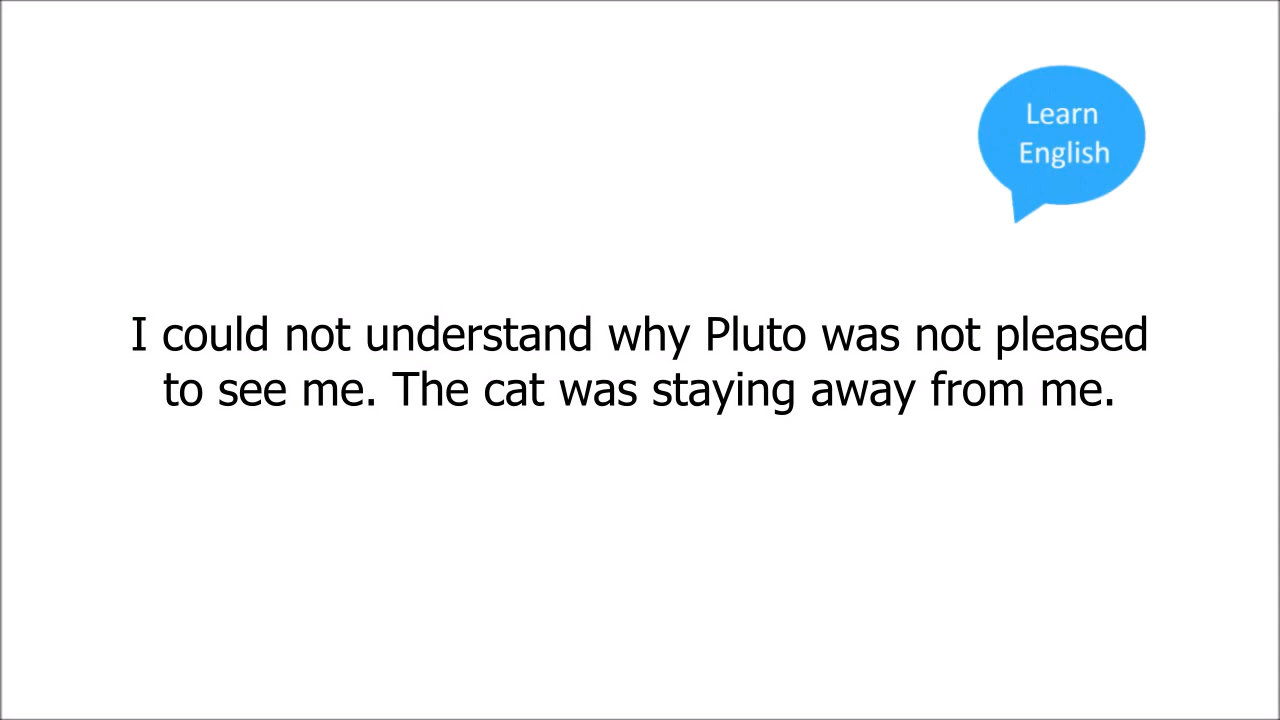 Learn
English
I could not understand why Pluto was not pleased
to see me. The cat was staying away from me.